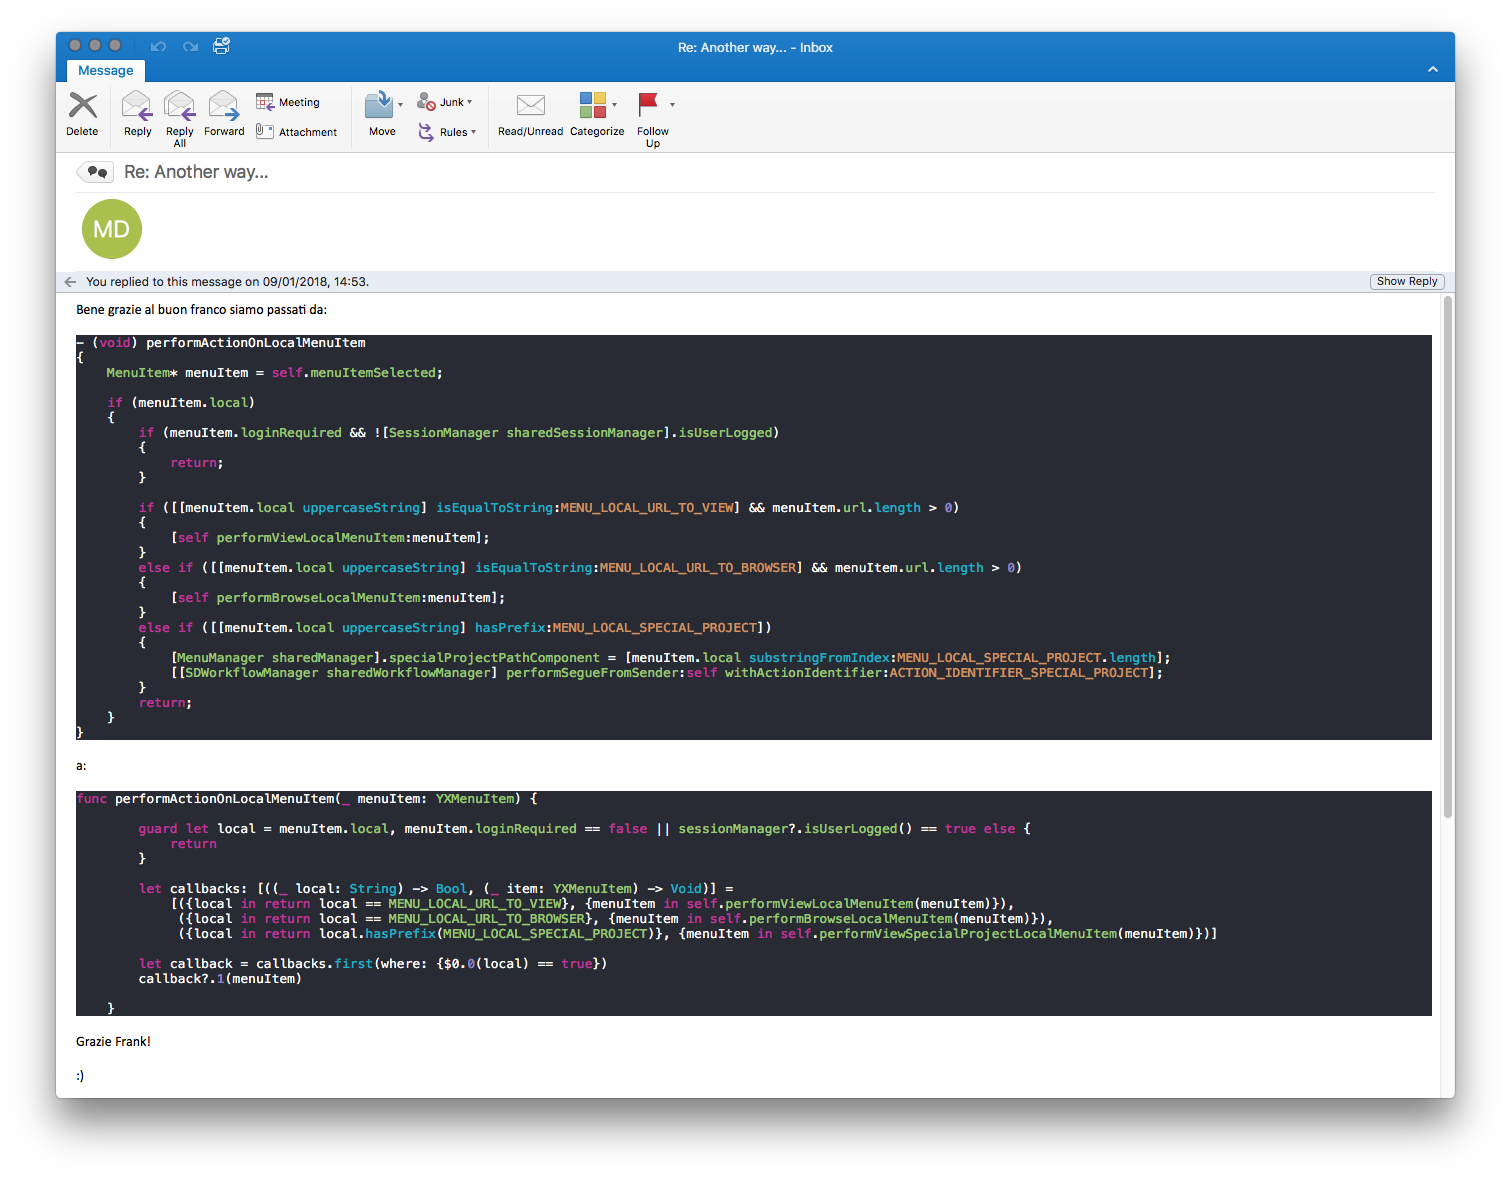 Re: Another way... - Inbox
Message
Delete
Reply
Reply All
Forward
Meeting
Attachment
Move
Junk
Rules
Read/Unread
Categorize
Follow Up
Re: Another way...
MD
You replied to this message on 09/01/2018, 14:53.
Show Reply
Bene grazie al buon franco siamo passati da:
- (void) performActionOnLocalMenuItem
{
    MenuItem* menuItem = self.menuItemSelected;
    if (menuItem.local)
    {
        if (menuItem.loginRequired && ![SessionManager sharedSessionManager].isUserLogged)
        {
            return;
        }
        if ([[menuItem.local uppercaseString] isEqualToString:MENU_LOCAL_URL_TO_VIEW] && menuItem.url.length > 0)
        {
            [self performViewLocalMenuItem:menuItem];
        }
        else if ([[menuItem.local uppercaseString] isEqualToString:MENU_LOCAL_URL_TO_BROWSER] && menuItem.url.length > 0)
        {
            [self performBrowseLocalMenuItem:menuItem];
        }
        else if ([[menuItem.local uppercaseString] hasPrefix:MENU_LOCAL_SPECIAL_PROJECT])
        {
            [MenuManager sharedManager].specialProjectPathComponent = [menuItem.local substringFromIndex:MENU_LOCAL_SPECIAL_PROJECT.length];
            [[SDWorkflowManager sharedWorkflowManager] performSegueFromSender:self withActionIdentifier:ACTION_IDENTIFIER_SPECIAL_PROJECT];
        }
        return;
    }
}
a:
func performActionOnLocalMenuItem(_ menuItem: YXMenuItem) {
        guard let local = menuItem.local, menuItem.loginRequired == false || sessionManager?.isUserLogged() == true else {
            return
        }
        let callbacks: [((_ local: String) -> Bool, (_ item: YXMenuItem) -> Void)] =
            [({local in return local == MENU_LOCAL_URL_TO_VIEW}, {menuItem in self.performViewLocalMenuItem(menuItem)}),
             ({local in return local == MENU_LOCAL_URL_TO_BROWSER}, {menuItem in self.performBrowseLocalMenuItem(menuItem)}),
             ({local in return local.hasPrefix(MENU_LOCAL_SPECIAL_PROJECT)}, {menuItem in self.performViewSpecialProjectLocalMenuItem(menuItem)})]
        let callback = callbacks.first(where: {$0.0(local) == true})
        callback?.1(menuItem)
    }
Grazie Frank!
:)